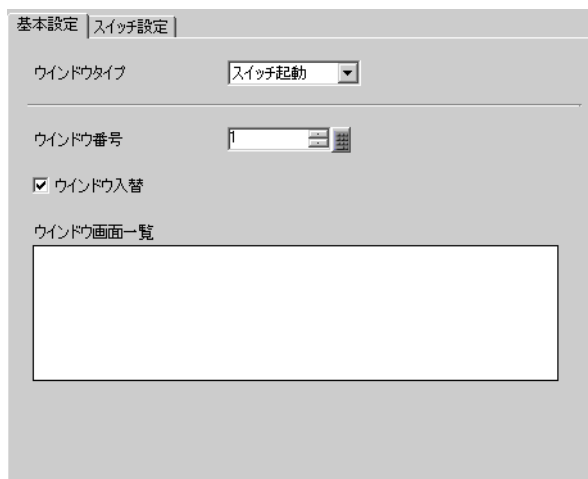 基本設定 スイッチ設定
ウインドウタイプ スイッチ起動
ウインドウ番号 1
ウインドウ入替
ウインドウ画面一覧